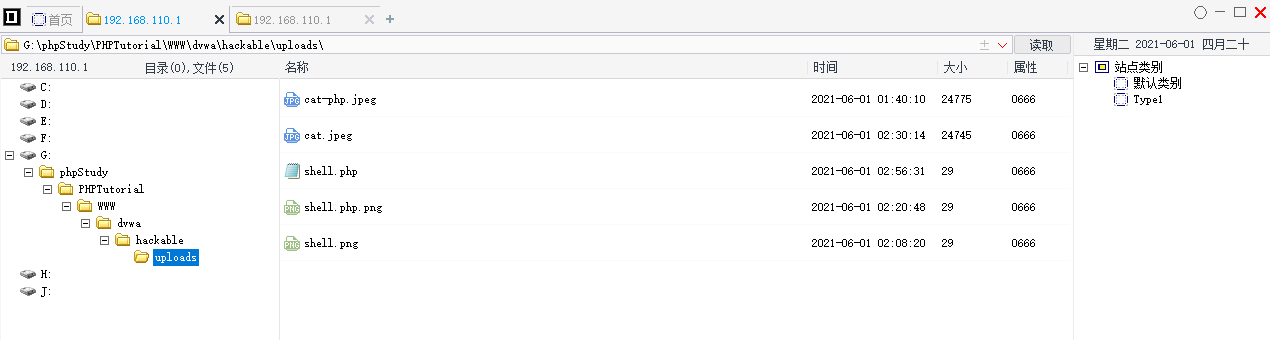 首页 192.168.110.1 192.168.110.1
G:\phpStudy\PHPTutorial\WWW\dvwa\hackable\uploads\ 读取 星期二 2021-06-01 四月二十
192.168.110.1 目录(0),文件(5) 名称 时间 大小 属性
C:
D:
E:
F:
G:
phpStudy
PHPTutorial
WWW
dvwa
hackable
uploads
H:
J:
cat-php.jpeg 2021-06-01 01:40:10 24775 0666
cat.jpeg 2021-06-01 02:30:14 24745 0666
shell.php 2021-06-01 02:56:31 29 0666
shell.php.png 2021-06-01 02:20:48 29 0666
shell.png 2021-06-01 02:08:20 29 0666
站点类别
默认类别
Type1